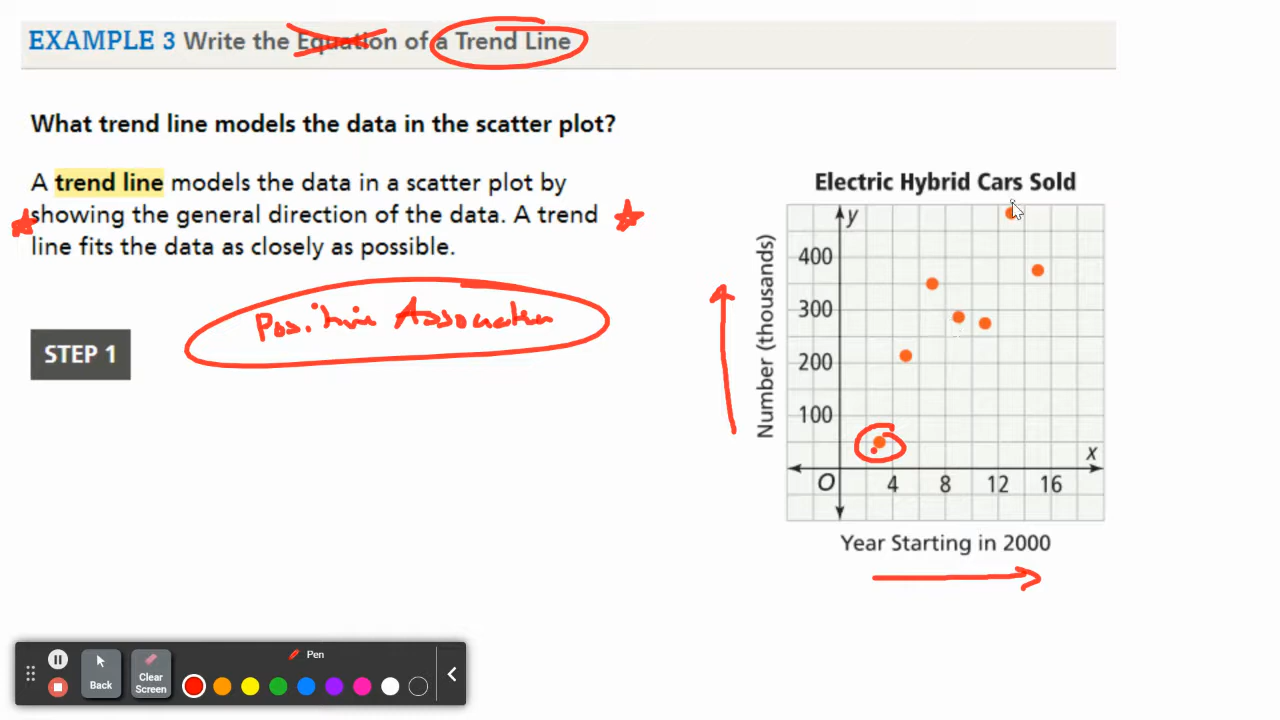 EXAMPLE 3 Write the Equation of a Trend Line
What trend line models the data in the scatter plot?
A trend line models the data in a scatter plot by
showing the general direction of the data. A trend
line fits the data as closely as possible.
Positive Association
STEP 1
Electric Hybrid Cars Sold
Number (thousands)
y
400
300
200
100
x
O
4
8
12
16
Year Starting in 2000
Pen
Back
Clear
Screen